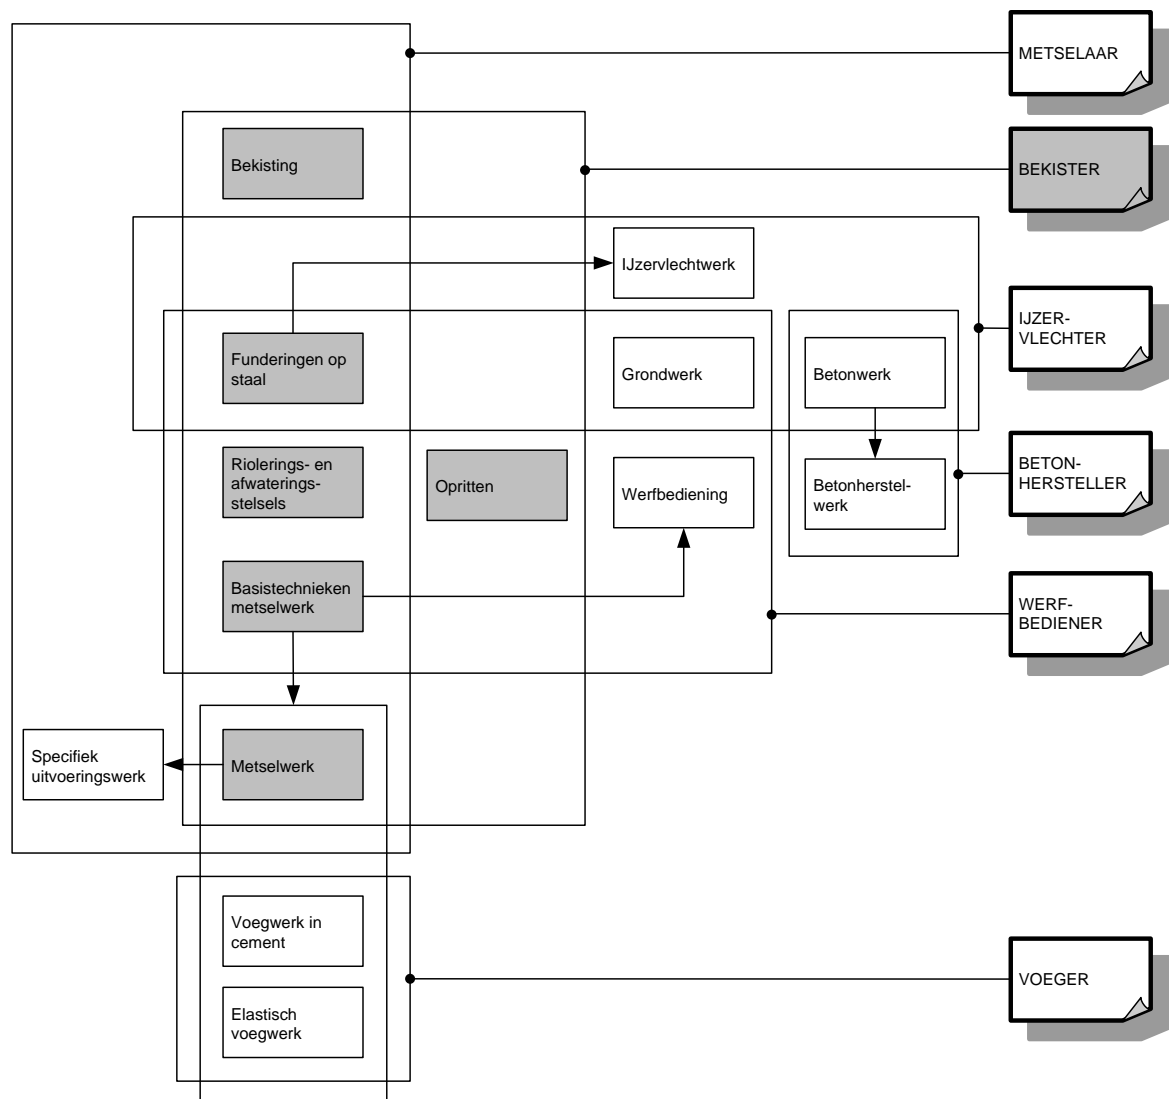 METSELAAR
Bekisting
BEKISTER
IJzervlechtwerk
IJZER-
VLECHTER
Funderingen op
staal
Grondwerk
Betonwerk
Riolerings- en
afwaterings-
stelsels
Opritten
Werfbediening
Betonherstel-
werk
BETON-
HERSTELLER
Basistechnieken
metselwerk
WERF-
BEDIENER
Specifiek
uitvoeringswerk
Metselwerk
Voegwerk in
cement
VOEGER
Elastisch
voegwerk